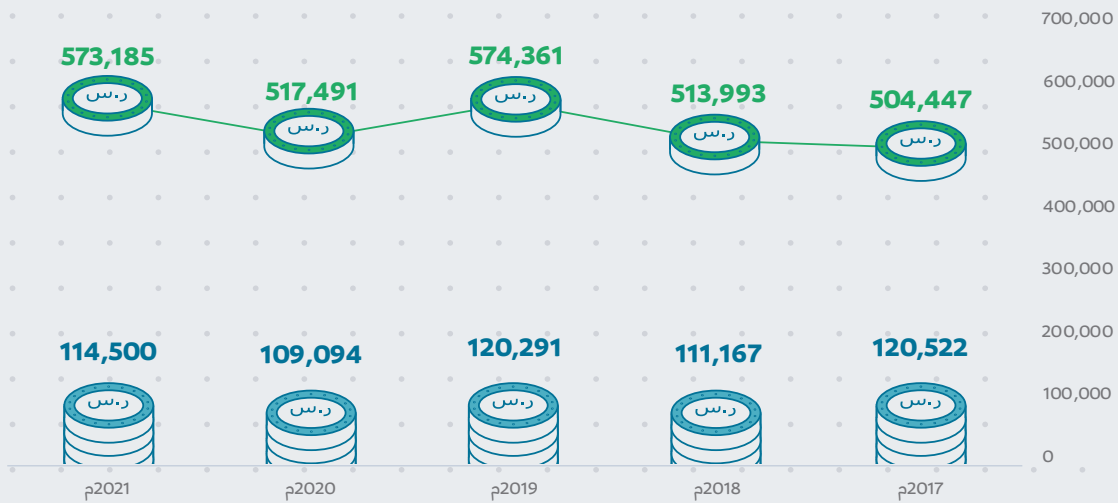 700,000
600,000
500,000
400,000
300,000
200,000
100,000
0
504,447
513,993
574,361
517,491
573,185
ر.س
ر.س
ر.س
ر.س
ر.س
120,522
111,167
120,291
109,094
114,500
ر.س
ر.س
ر.س
ر.س
ر.س
2017م
2018م
2019م
2020م
2021م